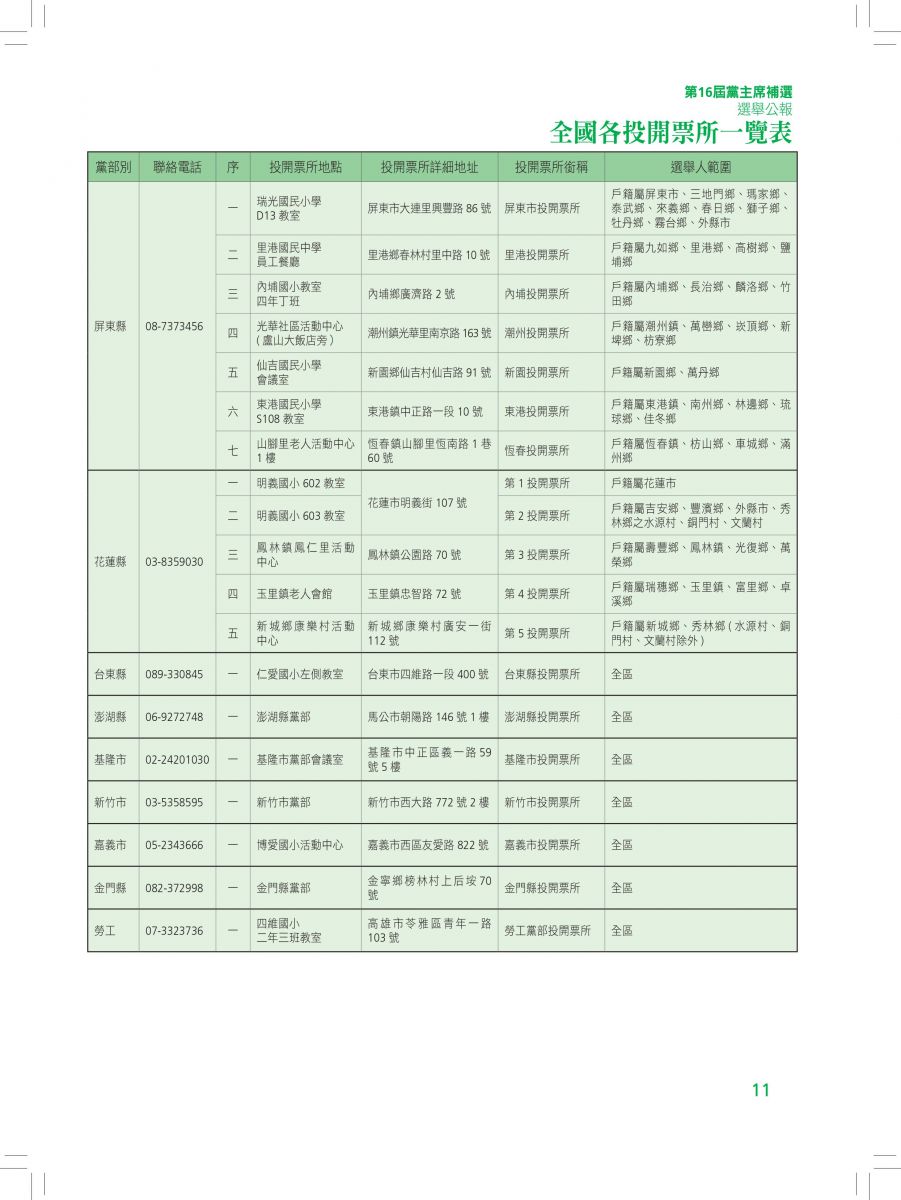 第16屆黨主席補選
選舉公報
全國各投開票所一覽表
黨部別 聯絡電話 序 投開票所地點 投開票所詳細地址 投開票所銜稱 選舉人範圍
屏東縣 08-7373456
一 瑞光國民小學
D13 教室
屏東市大連里興豐路 86 號 屏東市投開票所
戶籍屬屏東市、三地門鄉、瑪家鄉、
泰武鄉、來義鄉、春日鄉、獅子鄉、
牡丹鄉、霧台鄉、外縣市
二 里港國民中學
員工餐廳
里港鄉春林村里中路 10 號 里港投開票所
戶籍屬九如鄉、里港鄉、高樹鄉、鹽
埔鄉
三 內埔國小教室
四年丁班
內埔鄉廣濟路 2 號 內埔投開票所
戶籍屬內埔鄉、長治鄉、麟洛鄉、竹
田鄉
四 光華社區活動中心
( 盧山大飯店旁 )
潮州鎮光華里南京路 163 號 潮州投開票所
戶籍屬潮州鎮、萬巒鄉、崁頂鄉、新
埤鄉、枋寮鄉
五 仙吉國民小學
會議室
新園鄉仙吉村仙吉路 91 號 新園投開票所
戶籍屬新園鄉、萬丹鄉
六 東港國民小學
S108 教室
東港鎮中正路一段 10 號 東港投開票所
戶籍屬東港鎮、南州鄉、林邊鄉、琉
球鄉、佳冬鄉
七 山腳里老人活動中心
1 樓
恆春鎮山腳里恆南路 1 巷
60 號
恆春投開票所
戶籍屬恆春鎮、枋山鄉、車城鄉、滿
州鄉
花蓮縣 03-8359030
一 明義國小 602 教室
花蓮市明義街 107 號
第 1 投開票所 戶籍屬花蓮市
二 明義國小 603 教室
第 2 投開票所
戶籍屬吉安鄉、豐濱鄉、外縣市、秀
林鄉之水源村、銅門村、文蘭村
三 鳳林鎮鳳仁里活動
中心
鳳林鎮公園路 70 號 第 3 投開票所
戶籍屬壽豐鄉、鳳林鎮、光復鄉、萬
榮鄉
四 玉里鎮老人會館 玉里鎮忠智路 72 號 第 4 投開票所
戶籍屬瑞穗鄉、玉里鎮、富里鄉、卓
溪鄉
五 新城鄉康樂村活動
中心
新城鄉康樂村廣安一街
112 號
第 5 投開票所
戶籍屬新城鄉、秀林鄉 ( 水源村、銅
門村、文蘭村除外 )
台東縣 089-330845 一 仁愛國小左側教室 台東市四維路一段 400 號 台東縣投開票所 全區
澎湖縣 06-9272748 一 澎湖縣黨部 馬公市朝陽路 146 號 1 樓 澎湖縣投開票所 全區
基隆市 02-24201030 一 基隆市黨部會議室
基隆市中正區義一路 59
號 5 樓
基隆市投開票所 全區
新竹市 03-5358595 一 新竹市黨部 新竹市西大路 772 號 2 樓 新竹市投開票所 全區
嘉義市 05-2343666 一 博愛國小活動中心 嘉義市西區友愛路 822 號 嘉義市投開票所 全區
金門縣 082-372998 一 金門縣黨部
金寧鄉榜林村上后垵 70
號
金門縣投開票所 全區
勞工 07-3323736 一 四維國小
二年三班教室
高雄市苓雅區青年一路
103 號
勞工黨部投開票所 全區
11